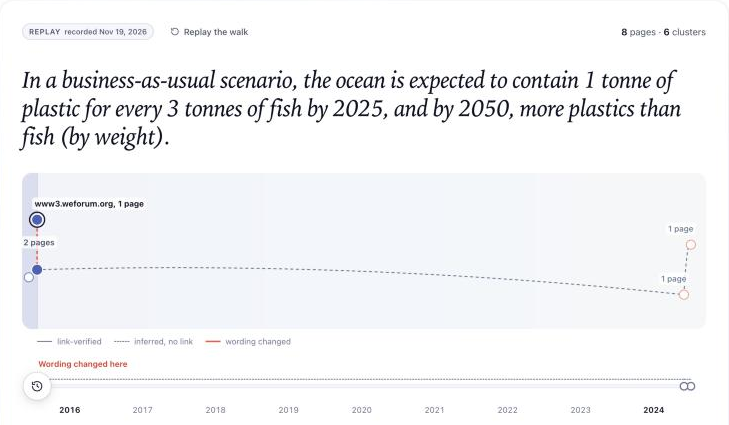 REPLAY recorded Nov 19, 2026 Replay the walk 8 pages · 6 clusters
In a business-as-usual scenario, the ocean is expected to contain 1 tonne of
plastic for every 3 tonnes of fish by 2025, and by 2050, more plastics than
fish (by weight).
www3.weforum.org, 1 page
1 page
2 pages
1 page
link-verified inferred, no link wording changed
Wording changed here
2016 2017 2018 2019 2020 2021 2022 2023 2024